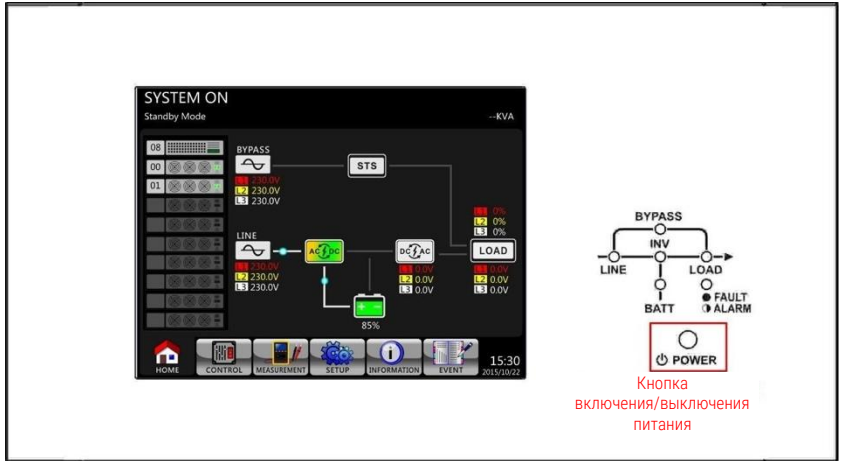 SYSTEM ON
Standby Mode
--KVA
08
00
01
BYPASS
L1 230.0V
L2 230.0V
L3 230.0V
STS
LINE
L1 230.0V
L2 230.0V
L3 230.0V
AC DC
DC AC
L1 0.0V
L2 0.0V
L3 0.0V
L1 0%
L2 0%
L3 0%
LOAD
L1 0.0V
L2 0.0V
L3 0.0V
85%
HOME
CONTROL
MEASUREMENT
SETUP
INFORMATION
EVENT
15:30
2015/10/22
BYPASS
INV
LINE
LOAD
BATT
FAULT
ALARM
POWER
Кнопка
включения/выключения
питания